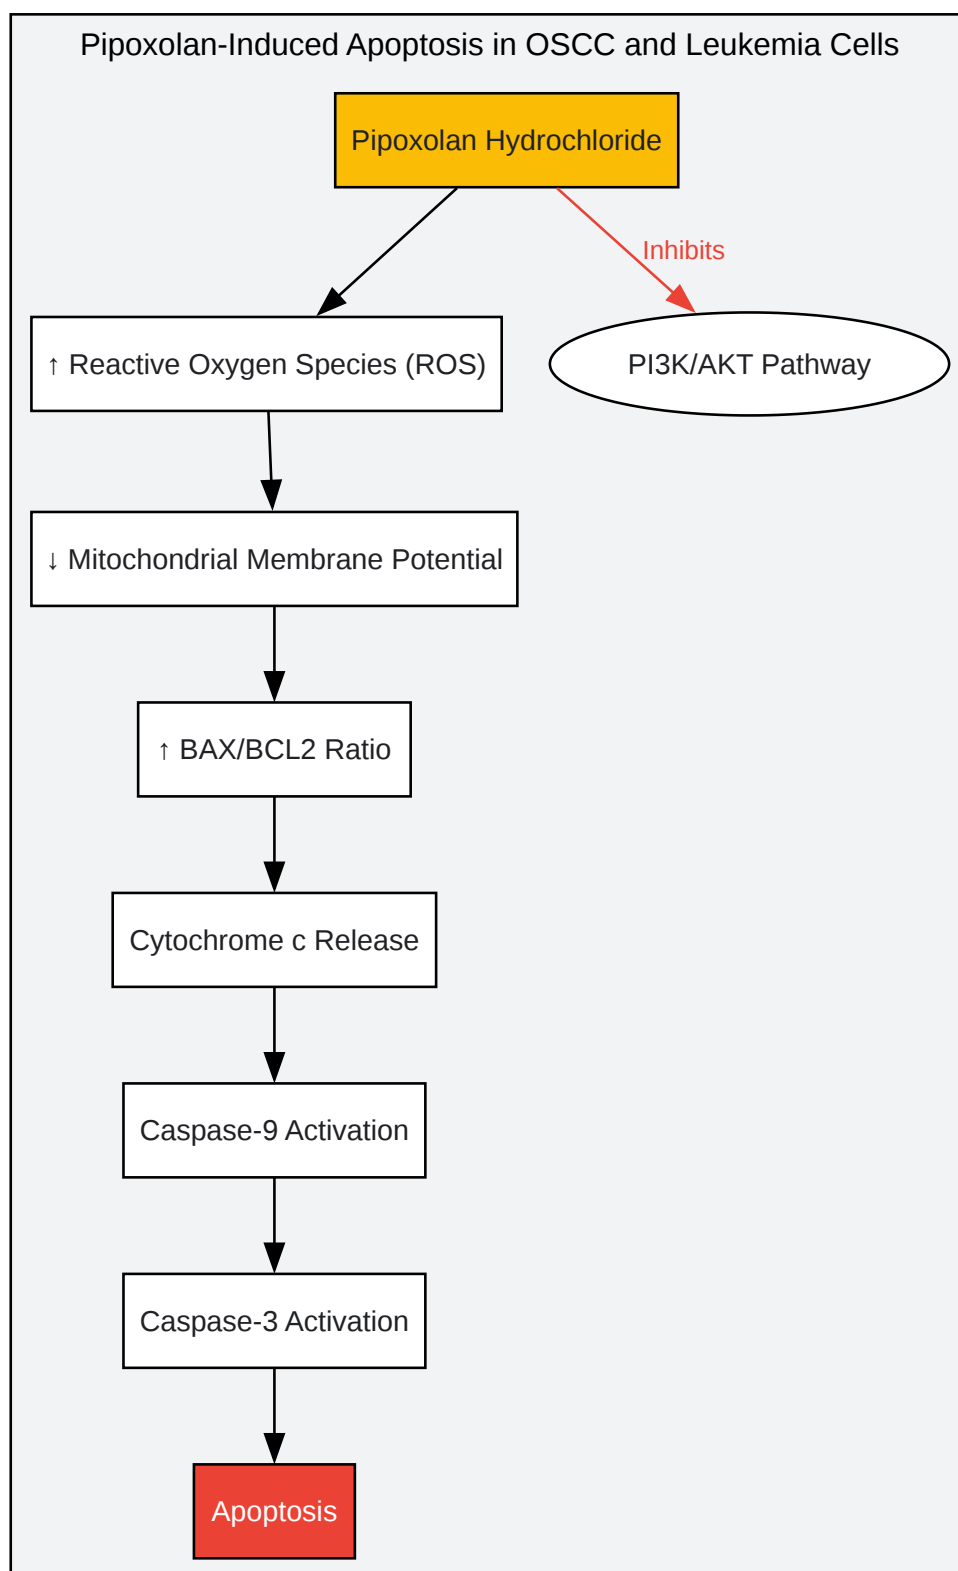 Pipoxolan-Induced Apoptosis in OSCC and Leukemia Cells
Pipoxolan Hydrochloride
Inhibits
↑ Reactive Oxygen Species (ROS)
PI3K/AKT Pathway
↓ Mitochondrial Membrane Potential
↑ BAX/BCL2 Ratio
Cytochrome c Release
Caspase-9 Activation
Caspase-3 Activation
Apoptosis